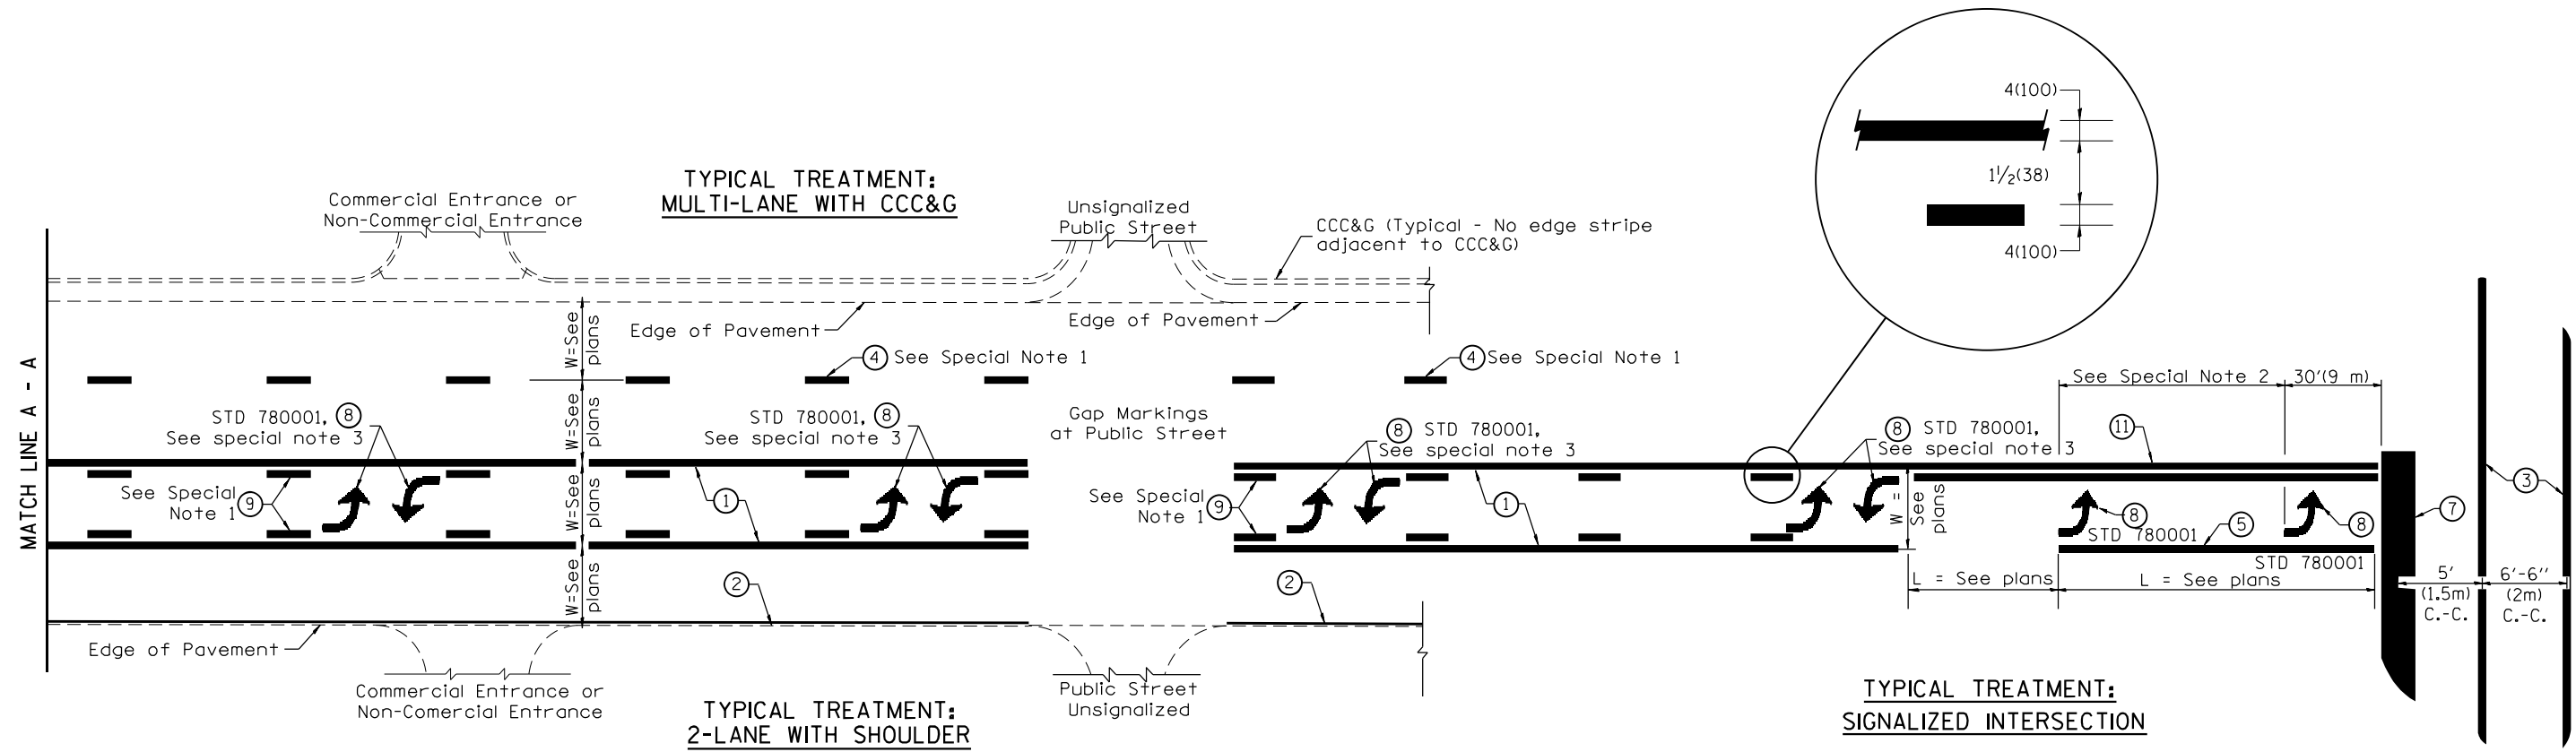 MATCH LINE A - A
TYPICAL TREATMENT:
MULTI-LANE WITH CCC&G
Commercial Entrance or
Non-Commercial Entrance
Unsignalized
Public Street
CCC&G (Typical - No edge stripe
adjacent to CCC&G)
4(100)
1½(38)
4(100)
Edge of Pavement
Edge of Pavement
W=See
plans
4 See Special Note 1
4 See Special Note 1
W=See
plans
STD 780001, 8
See special note 3
STD 780001, 8
See special note 3
Gap Markings
at Public Street
8 STD 780001,
See special note 3
8 STD 780001,
See special note 3
See Special Note 2
30'(9 m)
11
See Special
Note 1
9
W=See
plans
1
See Special
Note 1
9
1
W =
See
plans
8
STD 780001
5
8
STD 780001
7
3
W=See
plans
2
2
L = See plans
L = See plans
5'
(1.5m)
C.-C.
6'-6''
(2m)
C.-C.
Edge of Pavement
Commercial Entrance or
Non-Comercial Entrance
Public Street
Unsignalized
TYPICAL TREATMENT:
2-LANE WITH SHOULDER
TYPICAL TREATMENT:
SIGNALIZED INTERSECTION